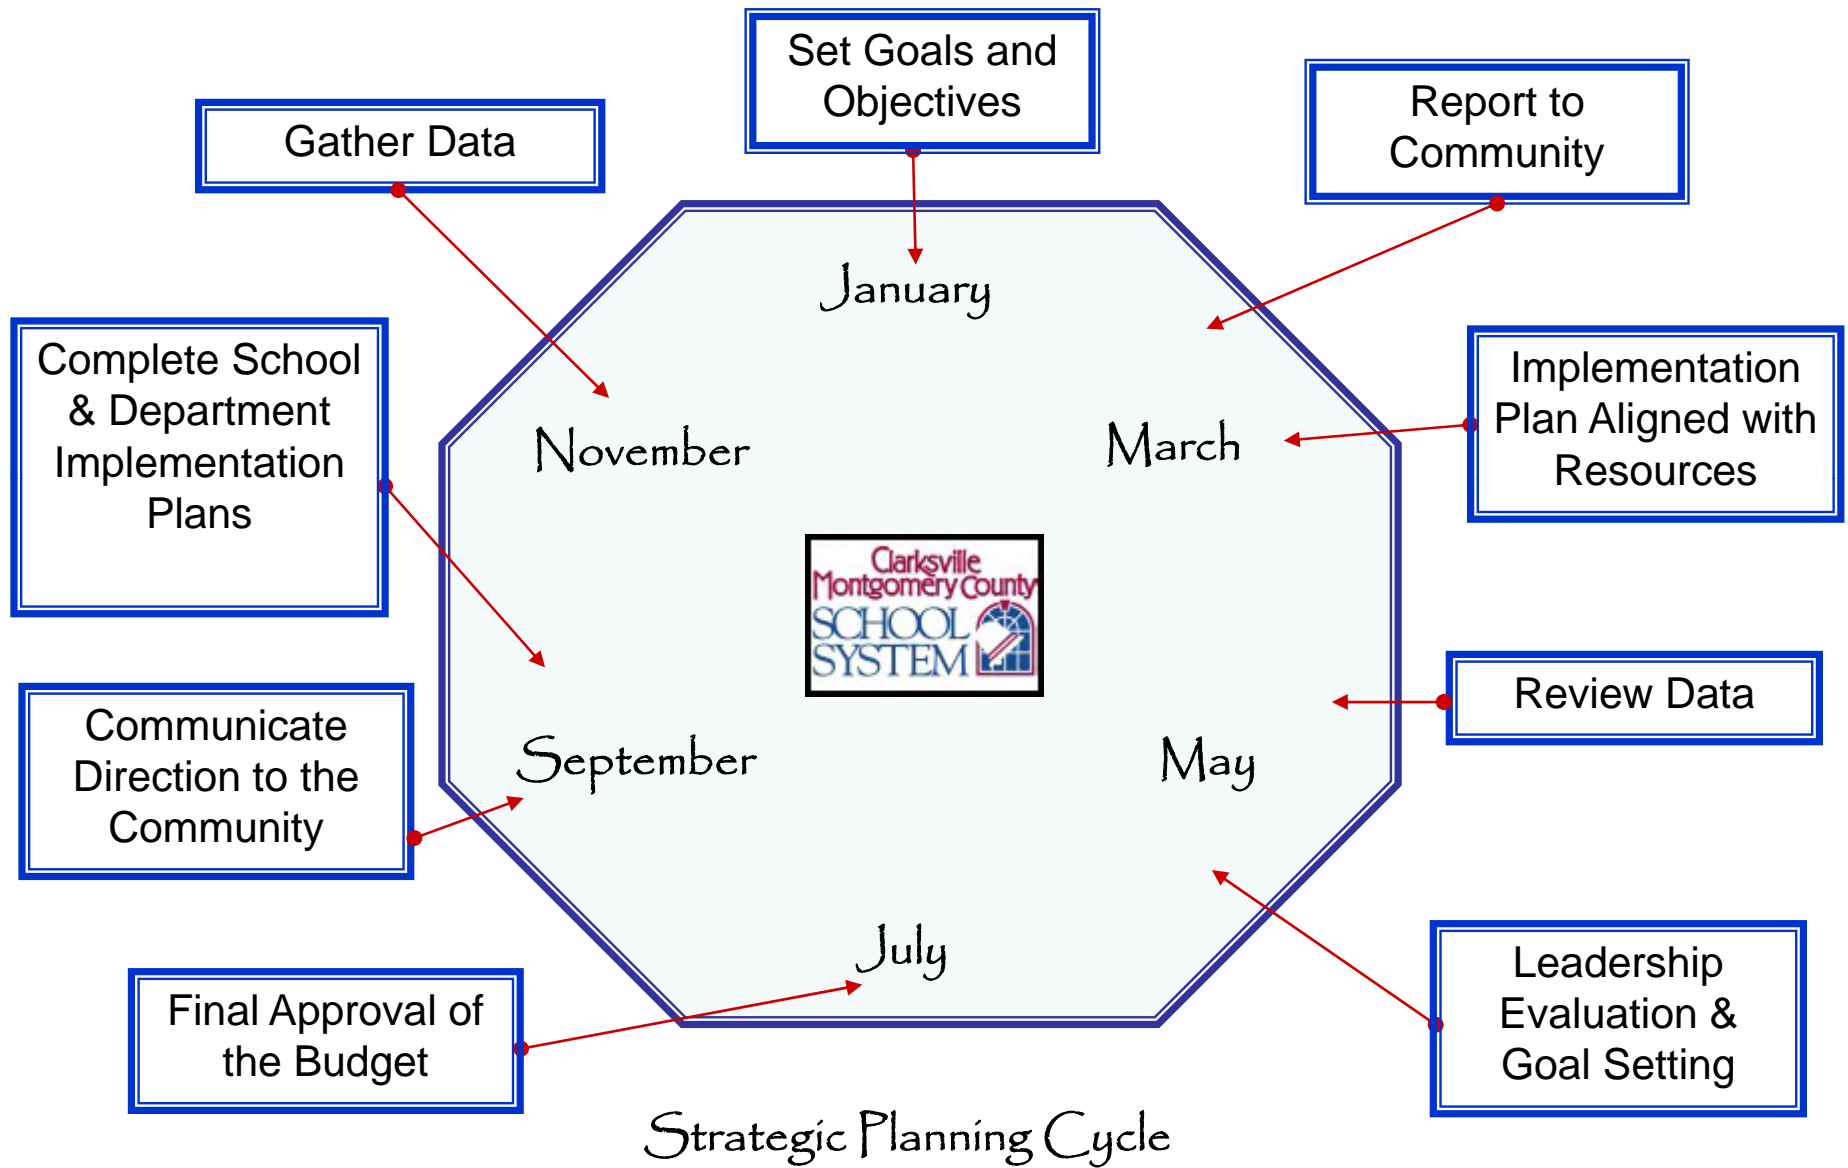 Set Goals and
Objectives
Report to
Community
Gather Data
January
Complete School
& Department
Implementation
Plans
Implementation
Plan Aligned with
Resources
November
March
Clarksville
Montgomery County
SCHOOL
SYSTEM
Review Data
Communicate
Direction to the
Community
September
May
July
Leadership
Evaluation &
Goal Setting
Final Approval of
the Budget
Strategic Planning Cycle